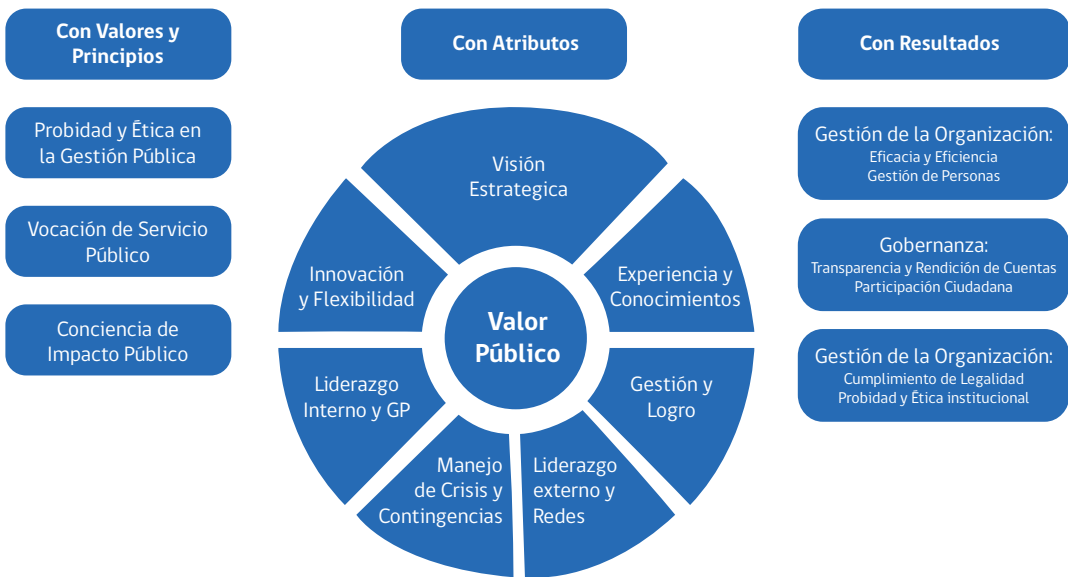 Con Valores y
Principios
Probidad y Ética en
la Gestión Pública
Vocación de Servicio
Público
Conciencia de
Impacto Público
Con Atributos
Visión
Estrategica
Experiencia y
Conocimientos
Gestión y
Logro
Liderazgo
externo y
Redes
Manejo
de Crisis y
Contingencias
Liderazgo
Interno y GP
Innovación
y Flexibilidad
Valor
Público
Con Resultados
Gestión de la Organización:
Eficacia y Eficiencia
Gestión de Personas
Gobernanza:
Transparencia y Rendición de Cuentas
Participación Ciudadana
Gestión de la Organización:
Cumplimiento de Legalidad
Probidad y Ética institucional